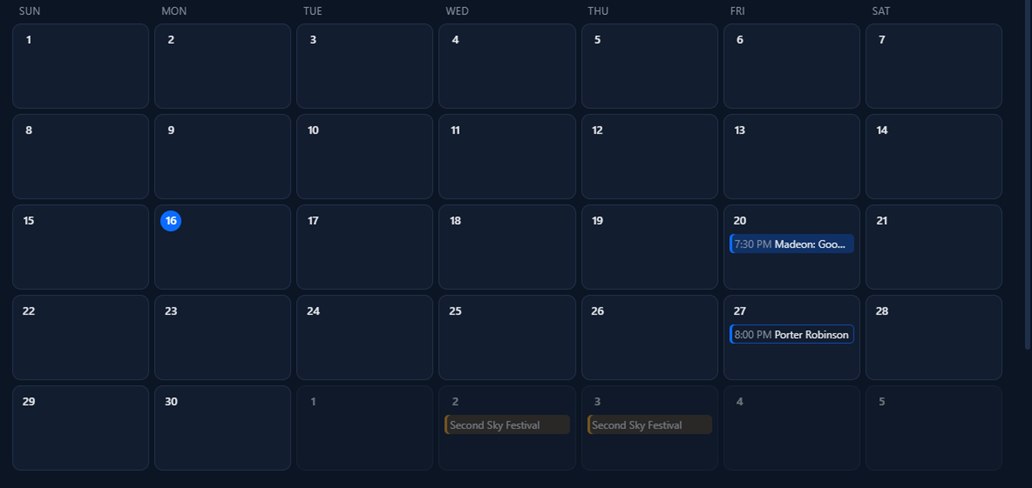 SUN MON TUE WED THU FRI SAT
1 2 3 4 5 6 7
8 9 10 11 12 13 14
15 16 17 18 19 20 21
7:30 PM Madeon: Goo...
22 23 24 25 26 27 28
8:00 PM Porter Robinson
29 30 1 2 3 4 5
Second Sky Festival Second Sky Festival